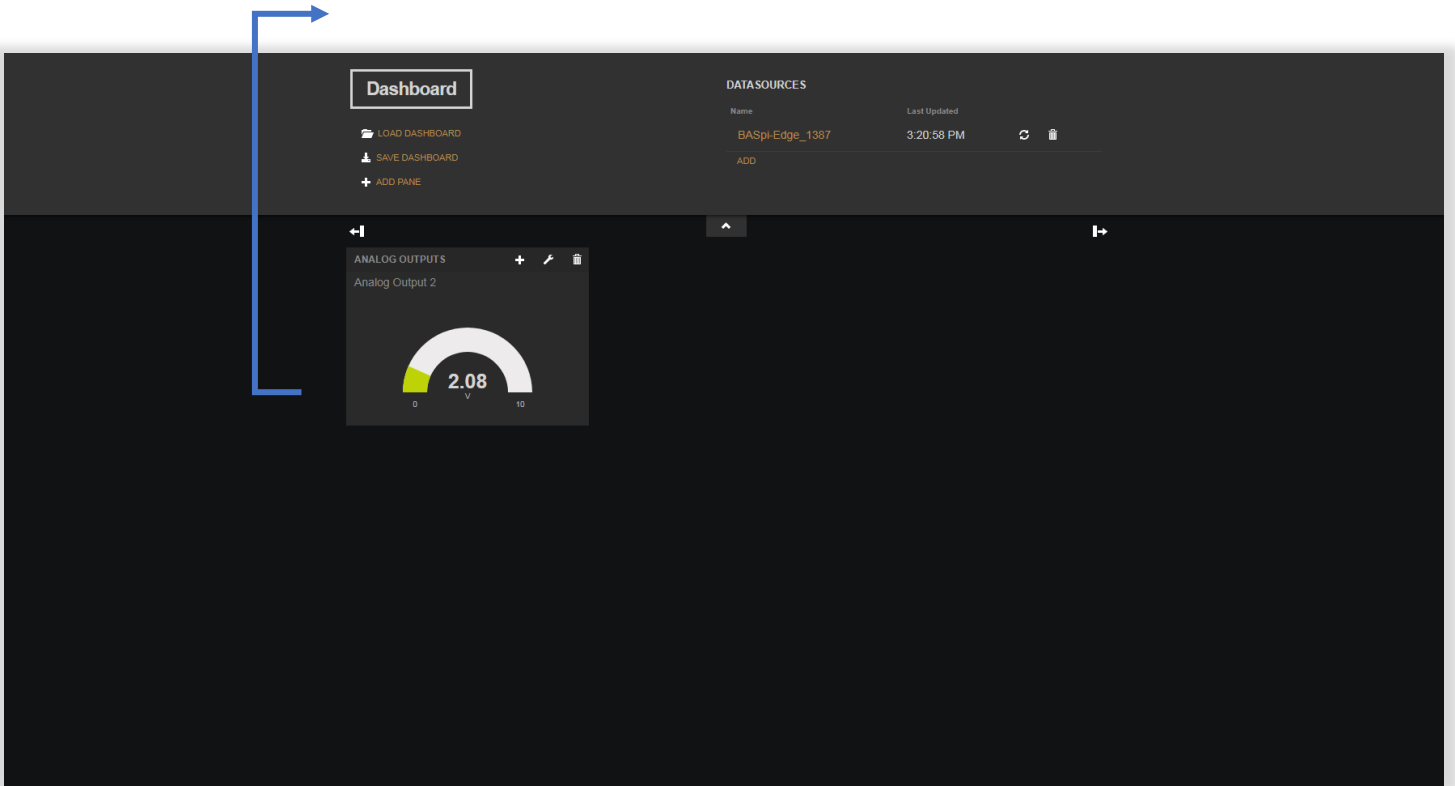 Dashboard
LOAD DASHBOARD
SAVE DASHBOARD
ADD PANE
DATASOURCES
Name Last Updated
BASpi-Edge_1387 3:20:58 PM
ADD
ANALOG OUTPUTS
Analog Output 2
2.08
V
0 10